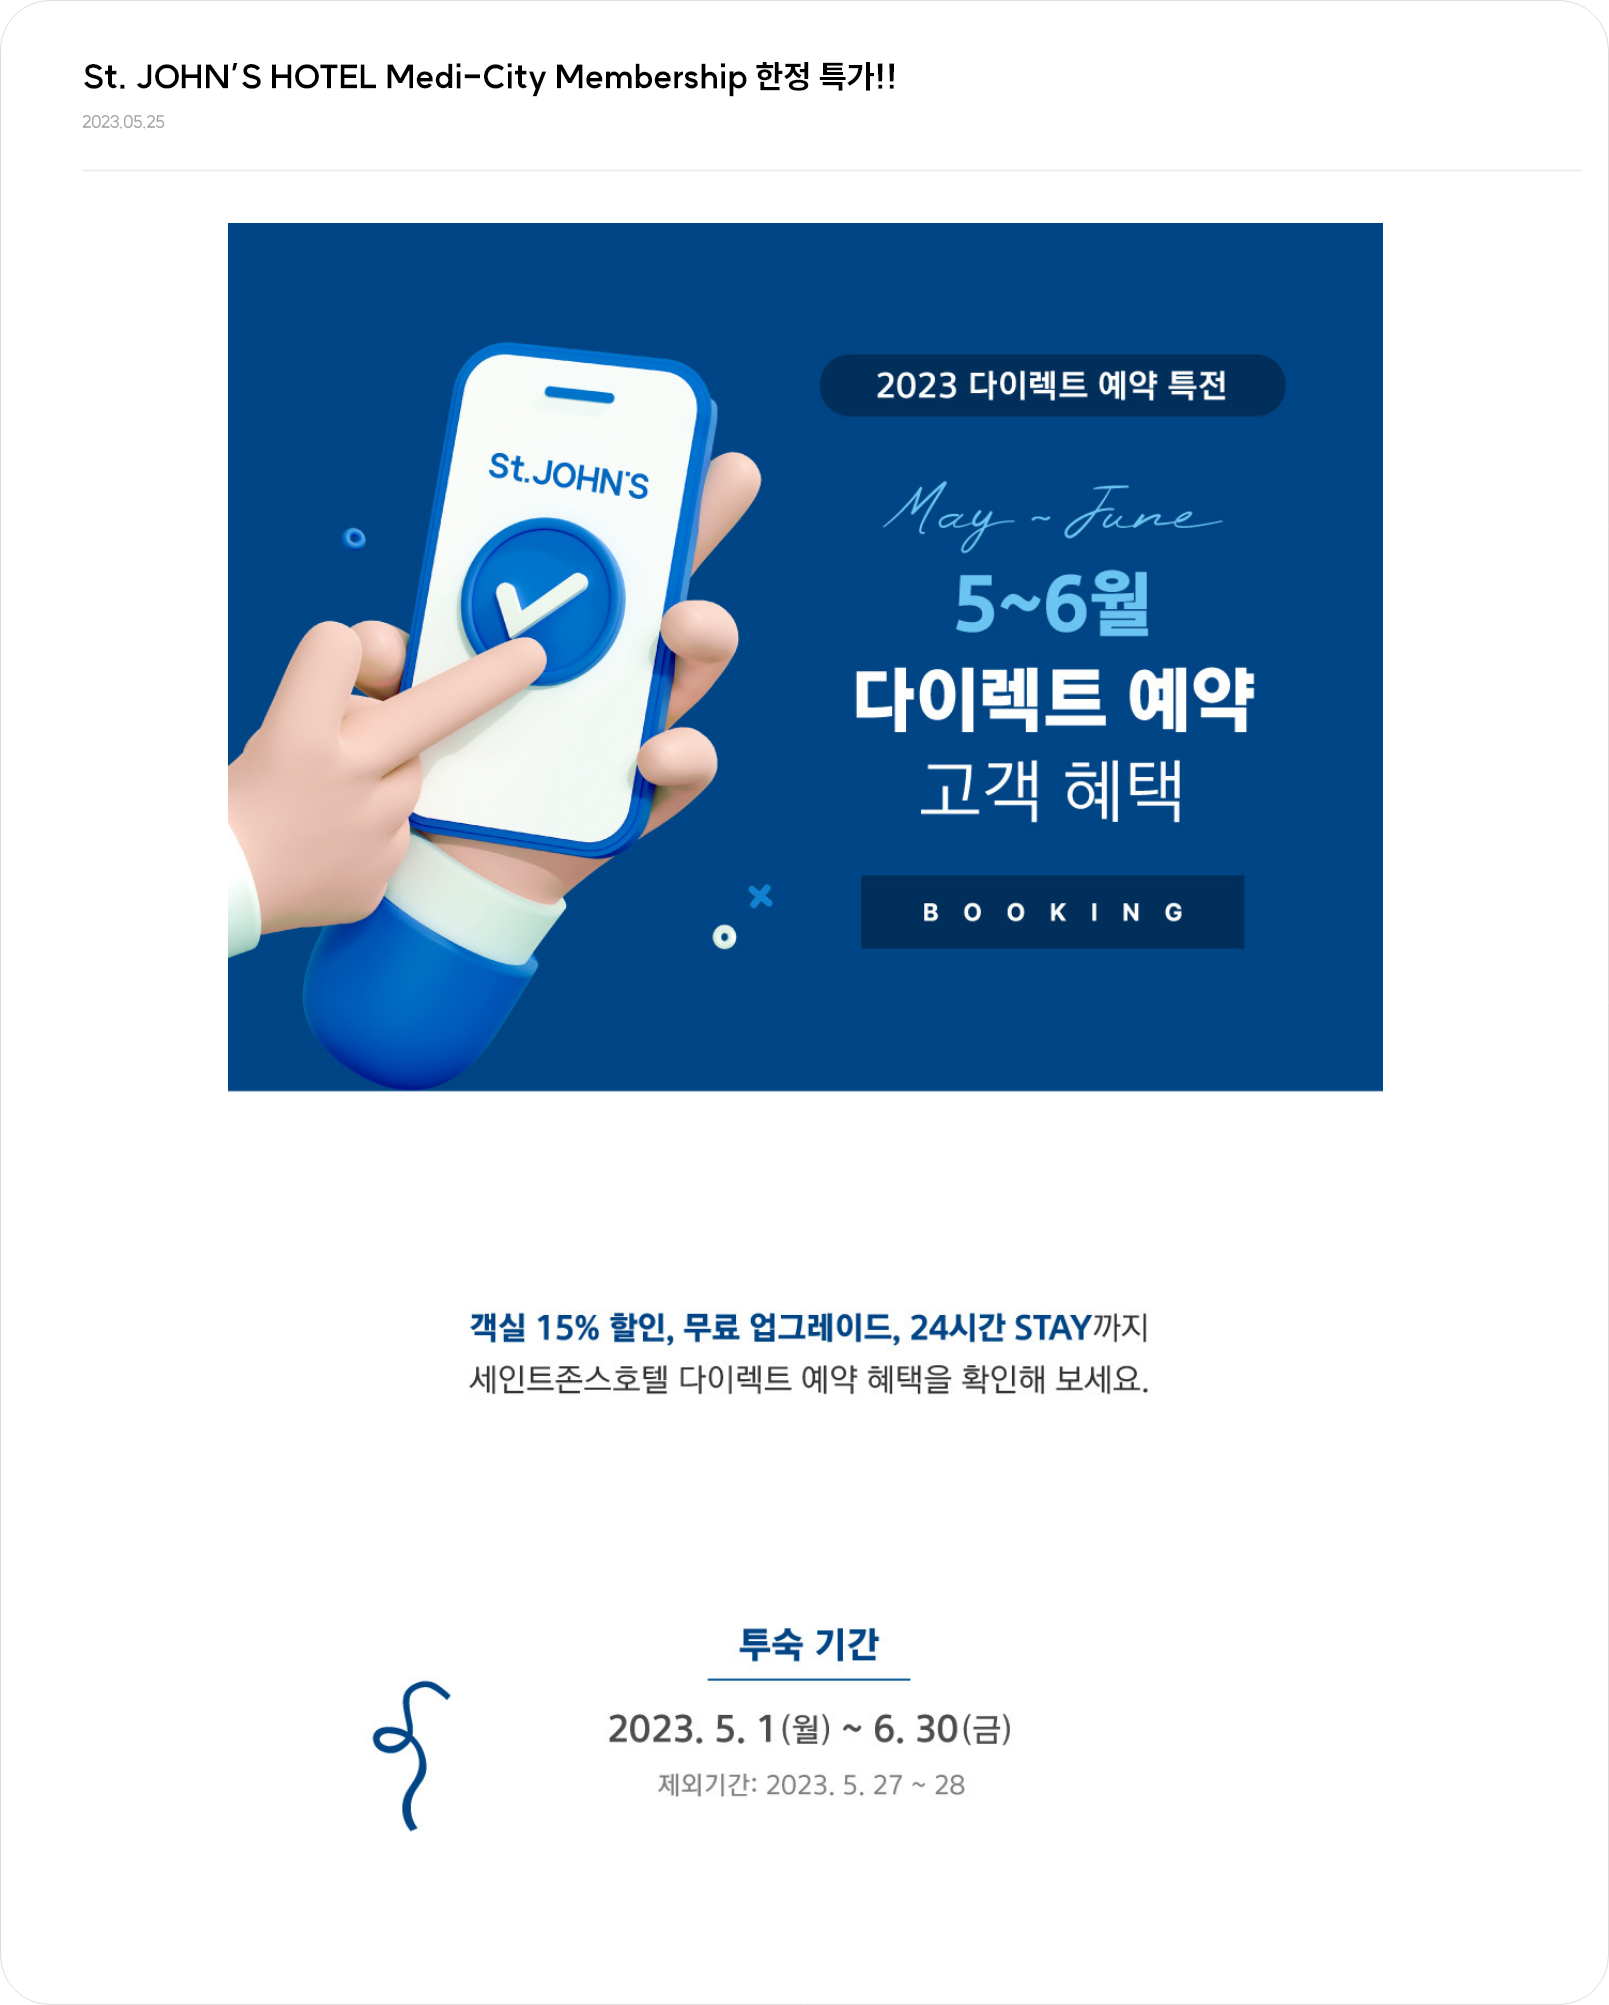 St. JOHN'S HOTEL Medi-City Membership 한정 특가!!
2023.05.25
St.JOHN'S
2023 다이렉트 예약 특전
May ~ June
5~6월
다이렉트 예약
고객 혜택
BOOKING
객실 15% 할인, 무료 업그레이드, 24시간 STAY까지
세인트존스호텔 다이렉트 예약 혜택을 확인해 보세요.
투숙 기간
2023. 5. 1(월) ~ 6. 30(금)
제외기간: 2023. 5. 27 ~ 28